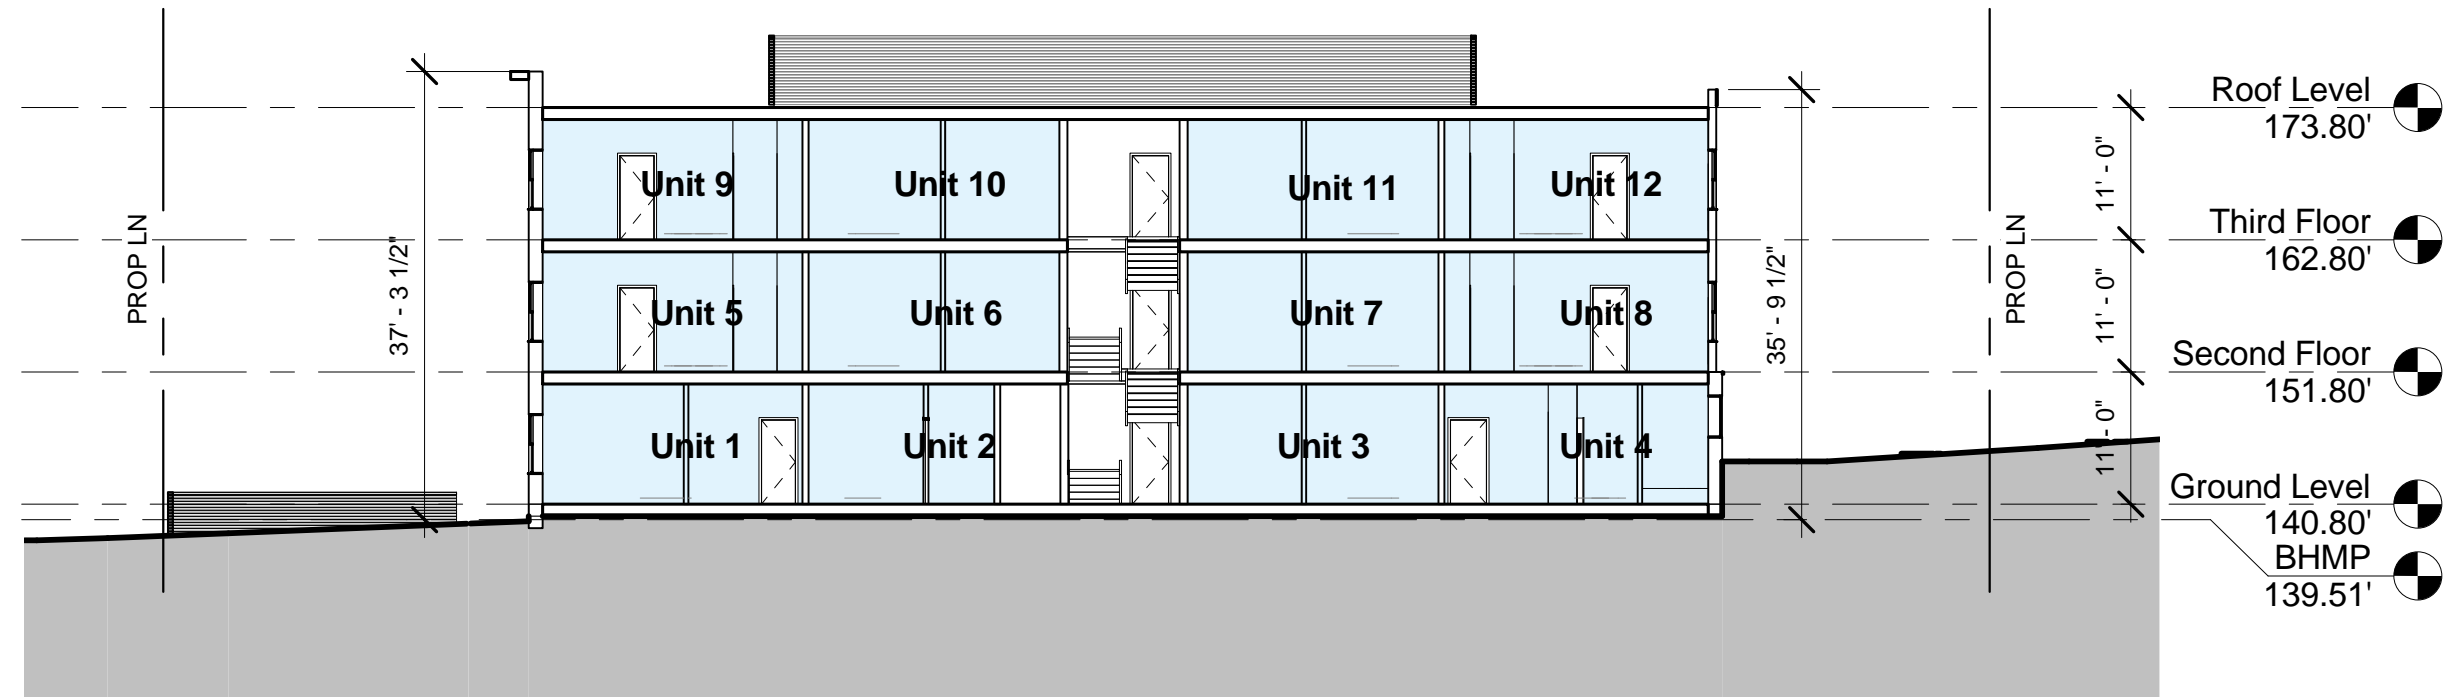 Roof Level
173.80'
Unit 9
Unit 10
Unit 11
Unit 12
11' - 0"
Third Floor
162.80'
PROP LN
37' - 3 1/2"
35' - 9 1/2"
PROP LN
Unit 5
Unit 6
Unit 7
Unit 8
11' - 0"
Second Floor
151.80'
Unit 1
Unit 2
Unit 3
Unit 4
11' - 0"
Ground Level
140.80'
BHMP
139.51'